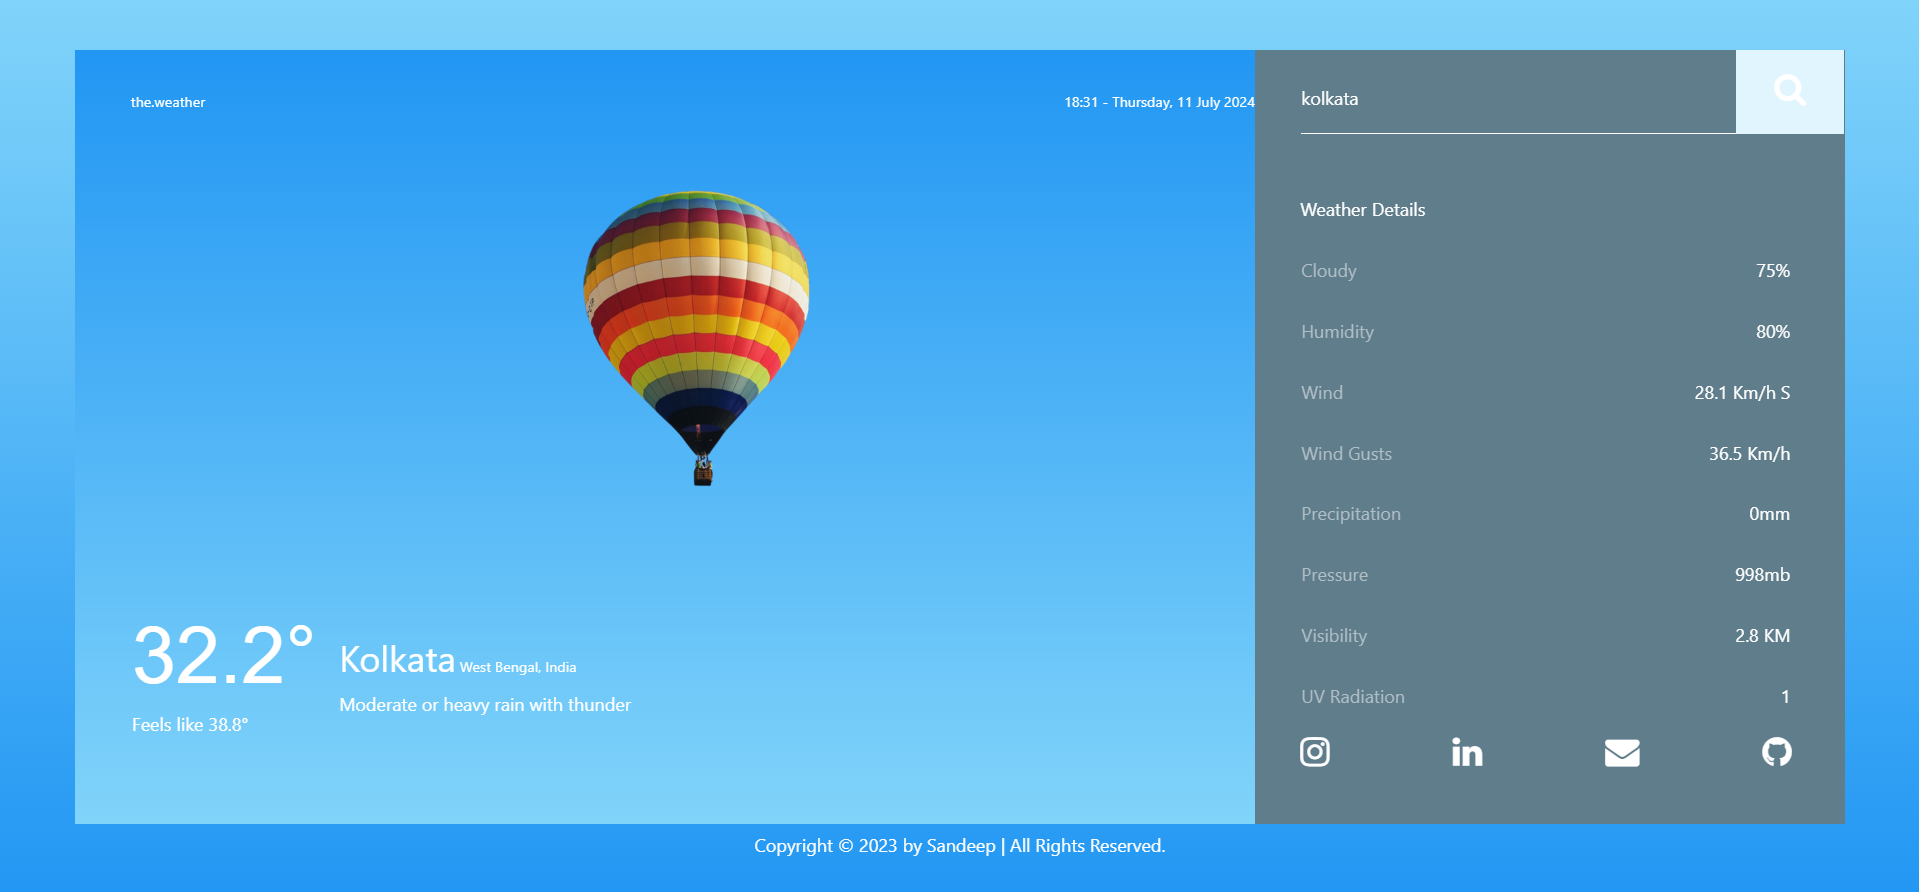 the.weather
18:31 - Thursday, 11 July 2024
32.2°
Feels like 38.8°
Kolkata West Bengal, India
Moderate or heavy rain with thunder
kolkata
Weather Details
Cloudy 75%
Humidity 80%
Wind 28.1 Km/h S
Wind Gusts 36.5 Km/h
Precipitation 0mm
Pressure 998mb
Visibility 2.8 KM
UV Radiation 1
Copyright © 2023 by Sandeep | All Rights Reserved.